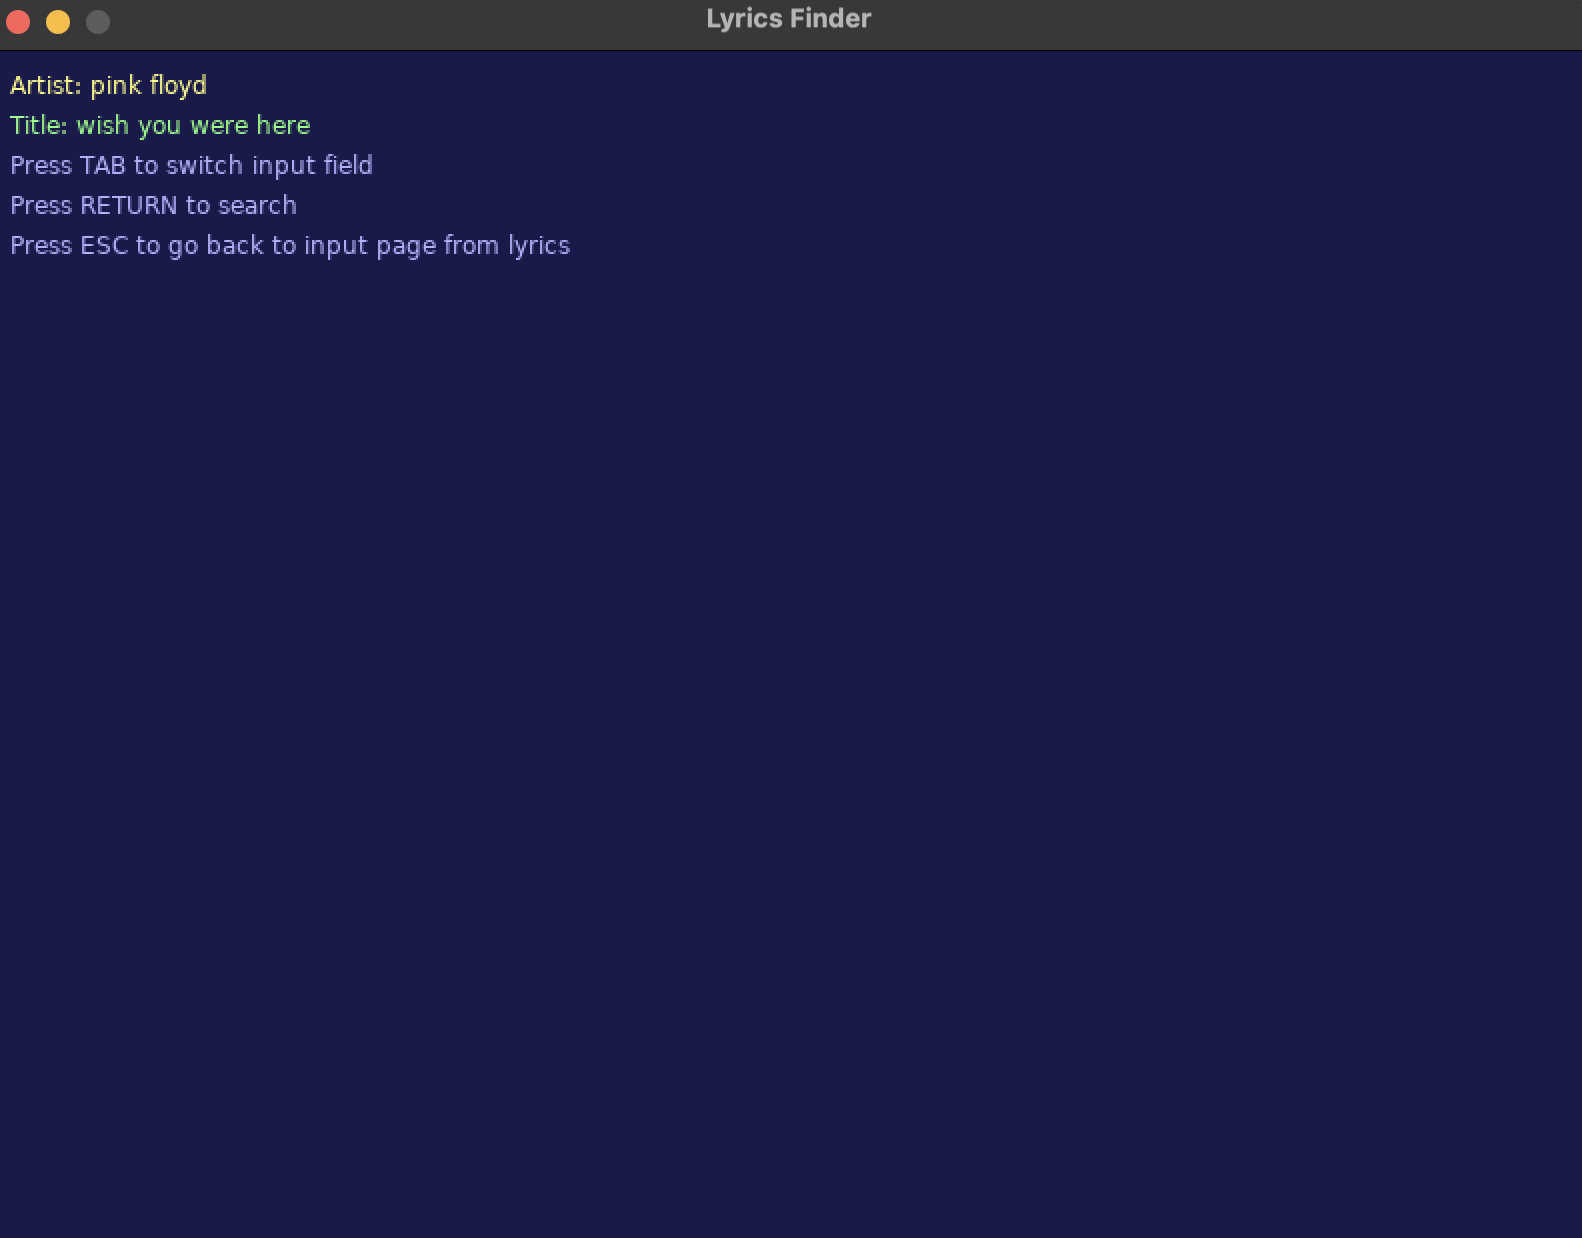 Lyrics Finder
Artist: pink floyd
Title: wish you were here
Press TAB to switch input field
Press RETURN to search
Press ESC to go back to input page from lyrics